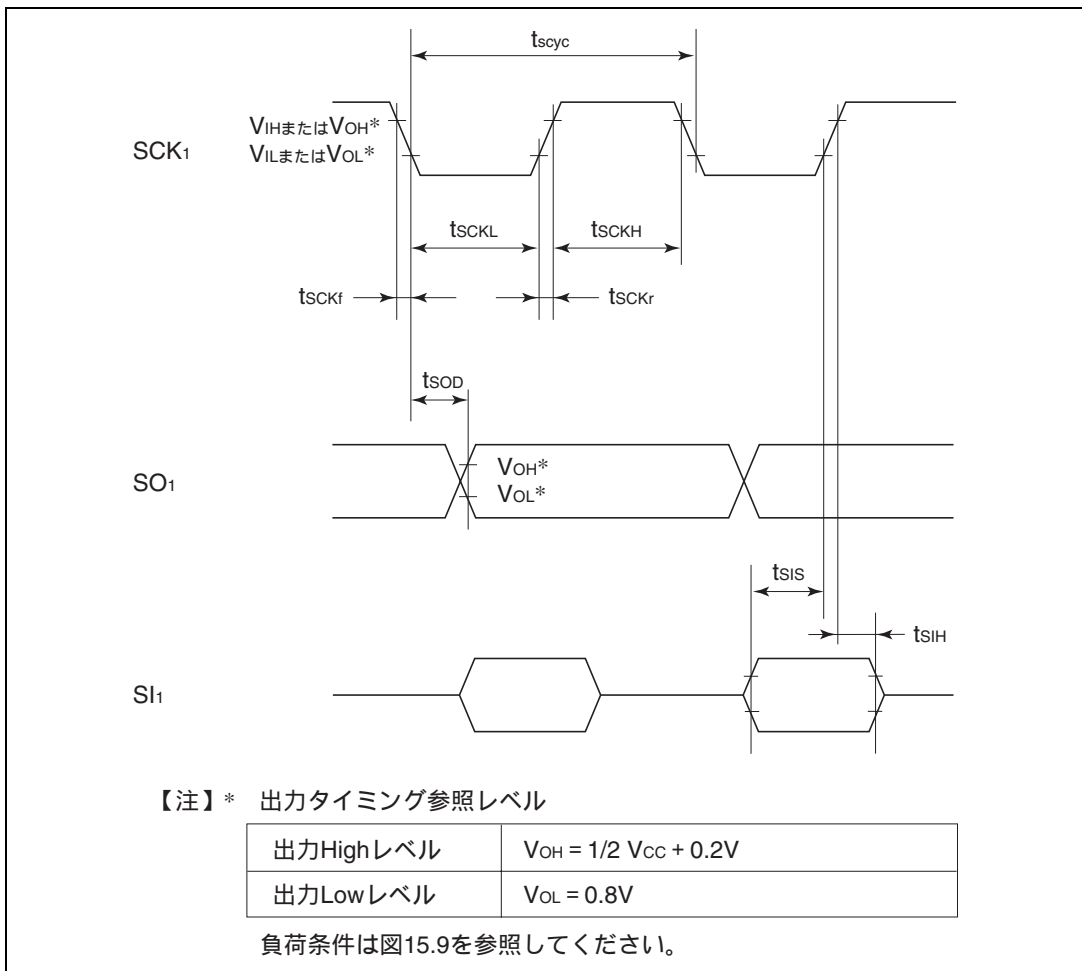 tscyc
VIHまたはVOH*
SCK1
VILまたはVOL*
tSCKL
tSCKH
tSCKf
tSCKr
tSOD
VOH*
SO1
VOL*
tSIS
tSIH
SI1
【注】* 出力タイミング参照レベル
出力Highレベル VOH = 1/2 VCC + 0.2V
出力Lowレベル VOL = 0.8V
負荷条件は図15.9を参照してください。